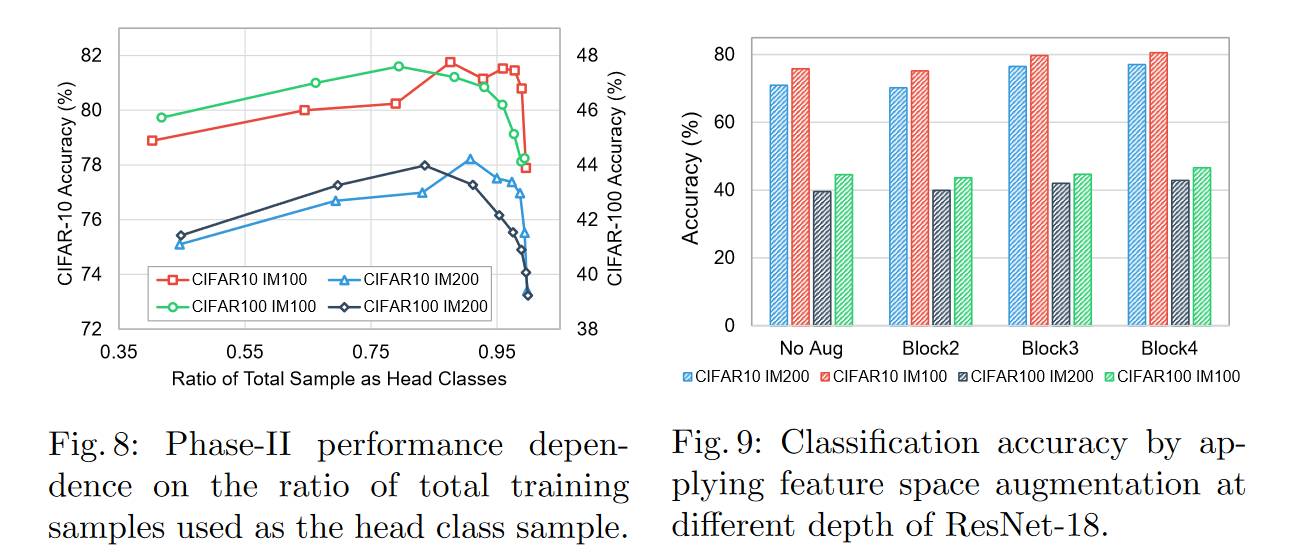 82
80
78
76
74
72
CIFAR-10 Accuracy (%)
48
46
44
42
40
38
CIFAR-100 Accuracy (%)
CIFAR10 IM100
CIFAR10 IM200
CIFAR100 IM100
CIFAR100 IM200
0.35
0.55
0.75
0.95
Ratio of Total Sample as Head Classes
Fig. 8: Phase-II performance depen-
dence on the ratio of total training
samples used as the head class sample.
80
60
40
20
0
Accuracy (%)
No Aug
Block2
Block3
Block4
CIFAR10 IM200
CIFAR10 IM100
CIFAR100 IM200
CIFAR100 IM100
Fig. 9: Classification accuracy by ap-
plying feature space augmentation at
different depth of ResNet-18.